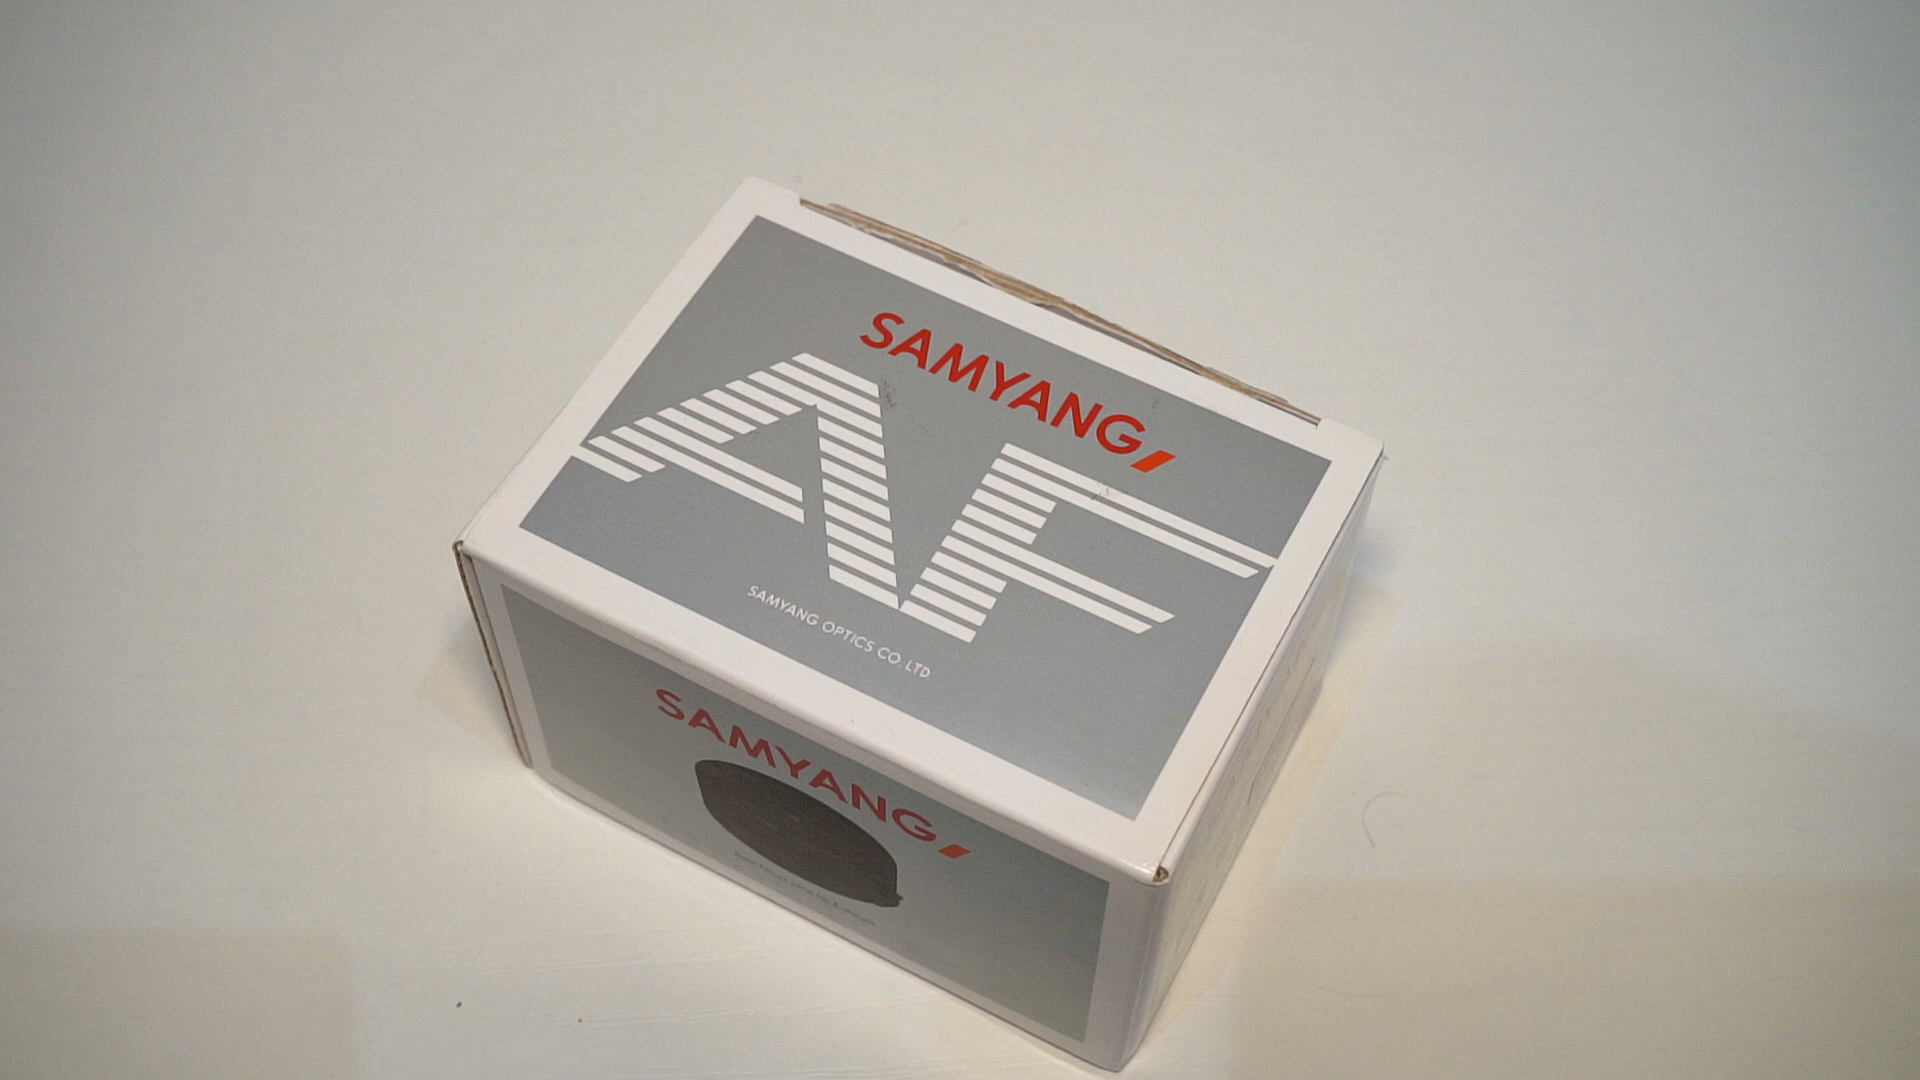 SAMYANG
AF
SAMYANG OPTICS CO., LTD.
SAMYANG